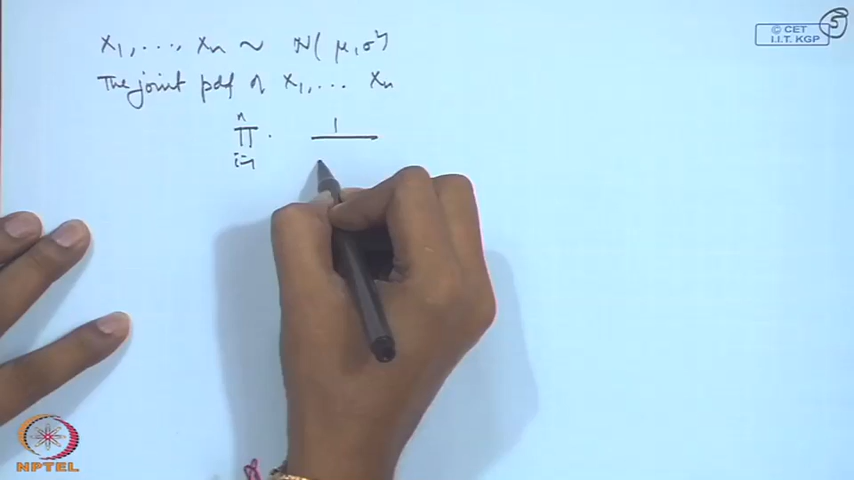 X₁, ..., Xₙ ~ N(μ, σ²)
The joint pdf of X₁, ... Xₙ
n
∏ . 1
i=1
© CET
I.I.T. KGP
5
NPTEL